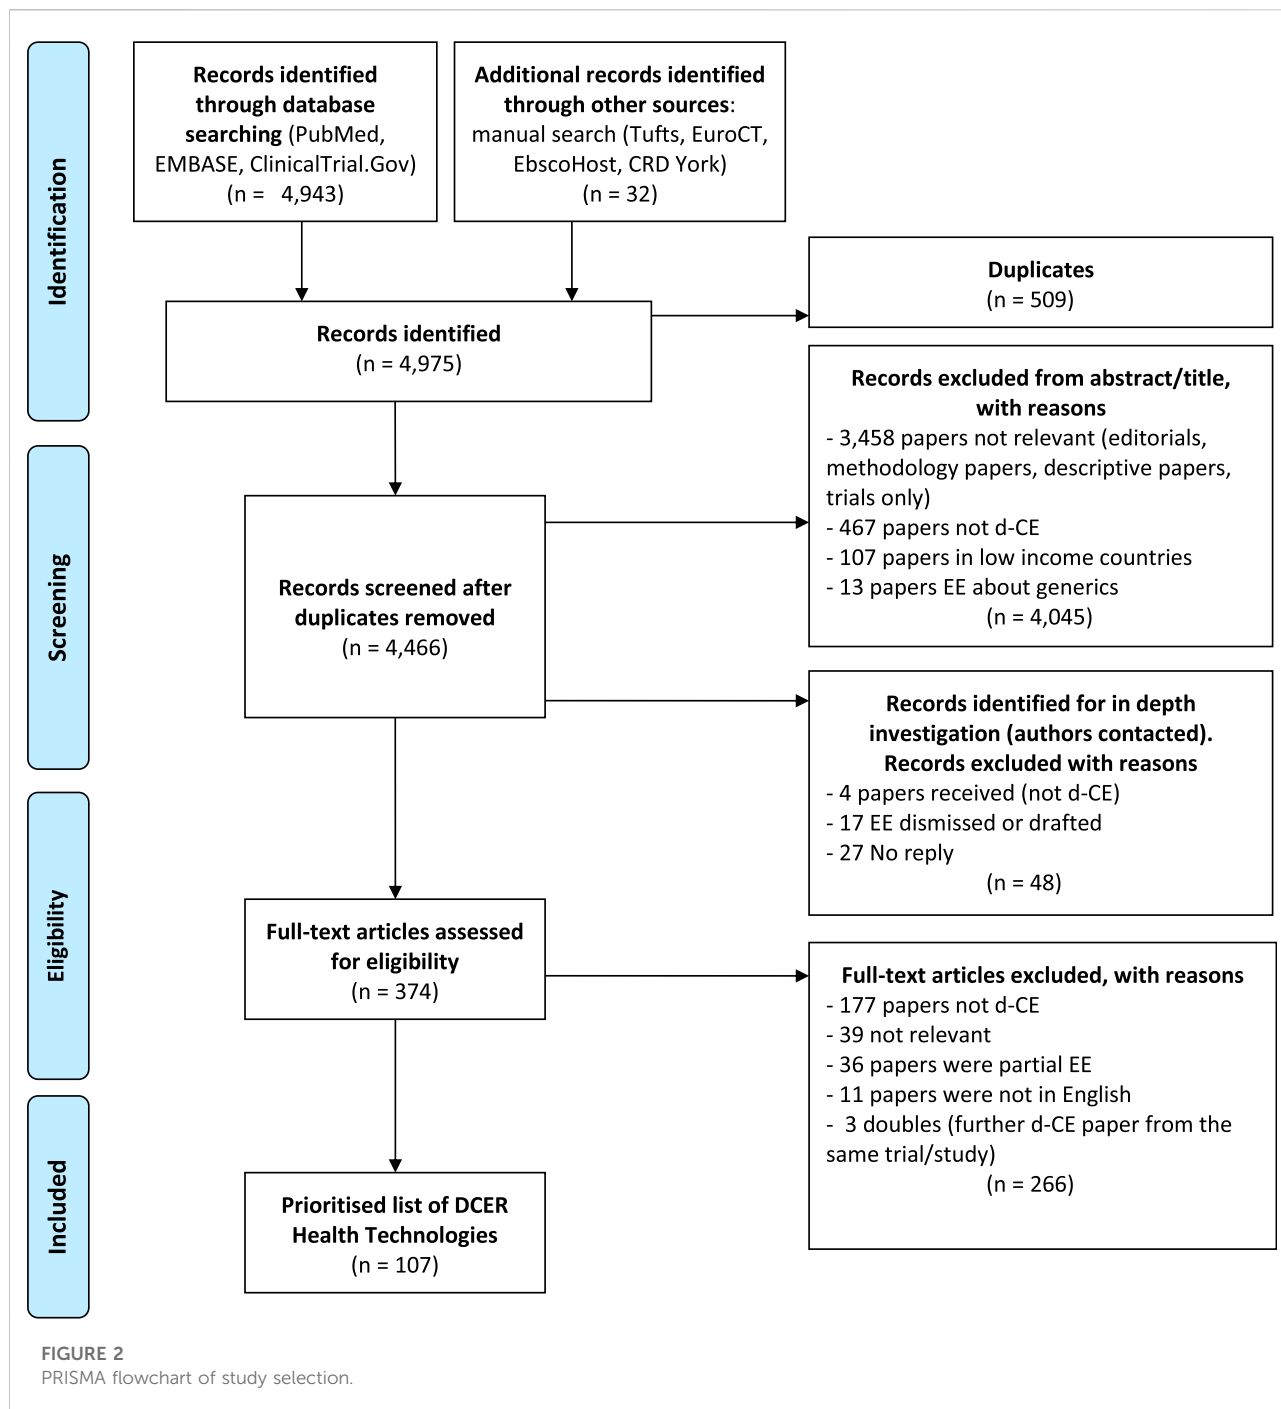 Identification
Records identified
through database
searching (PubMed,
EMBASE, ClinicalTrial.Gov)
(n = 4,943)
Additional records identified
through other sources:
manual search (Tufts, EuroCT,
EbscoHost, CRD York)
(n = 32)
Records identified
(n = 4,975)
Duplicates
(n = 509)
Screening
Records screened after
duplicates removed
(n = 4,466)
Records excluded from abstract/title,
with reasons
- 3,458 papers not relevant (editorials,
methodology papers, descriptive papers,
trials only)
- 467 papers not d-CE
- 107 papers in low income countries
- 13 papers EE about generics
(n = 4,045)
Records identified for in depth
investigation (authors contacted).
Records excluded with reasons
- 4 papers received (not d-CE)
- 17 EE dismissed or drafted
- 27 No reply
(n = 48)
Eligibility
Full-text articles assessed
for eligibility
(n = 374)
Full-text articles excluded, with reasons
- 177 papers not d-CE
- 39 not relevant
- 36 papers were partial EE
- 11 papers were not in English
- 3 doubles (further d-CE paper from the
same trial/study)
(n = 266)
Included
Prioritised list of DCER
Health Technologies
(n = 107)
FIGURE 2
PRISMA flowchart of study selection.